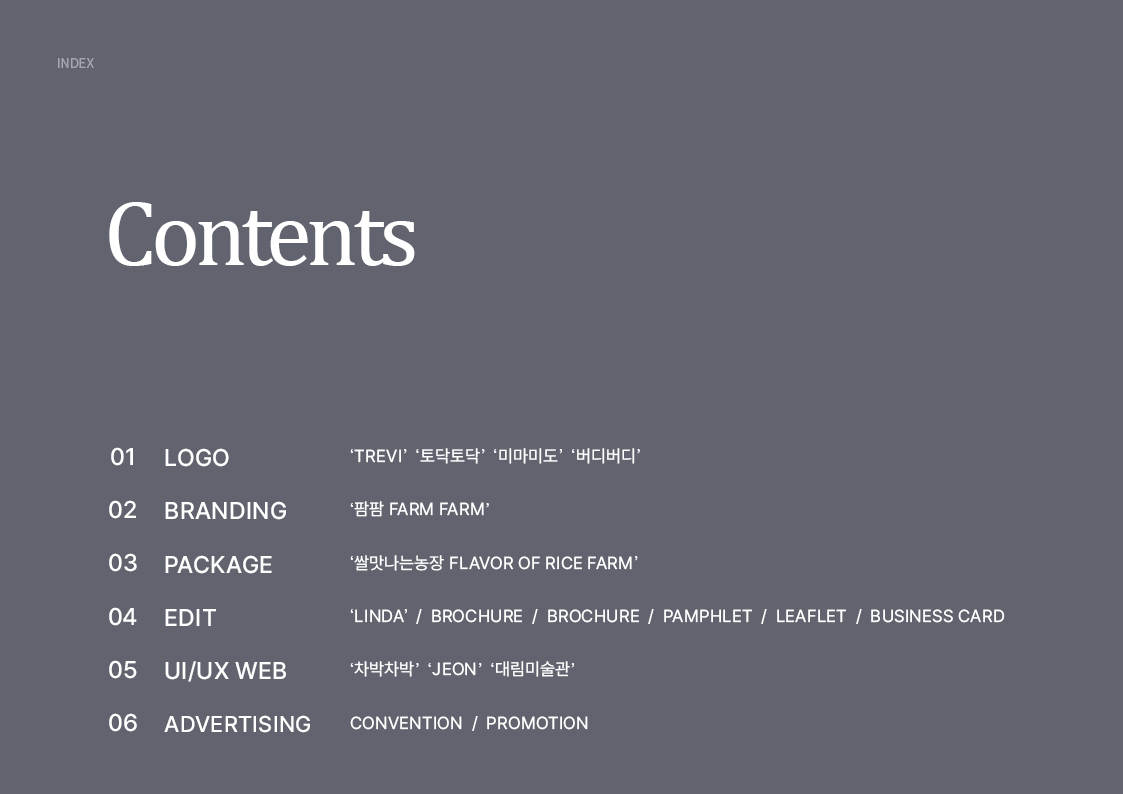 INDEX
Contents
01 LOGO ‘TREVI’ ‘토닥토닥’ ‘미마미도’ ‘버디버디’
02 BRANDING ‘팜팜 FARM FARM’
03 PACKAGE ‘쌀맛나는농장 FLAVOR OF RICE FARM’
04 EDIT ‘LINDA’ / BROCHURE / BROCHURE / PAMPHLET / LEAFLET / BUSINESS CARD
05 UI/UX WEB ‘차박차박’ ‘JEON’ ‘대림미술관’
06 ADVERTISING CONVENTION / PROMOTION